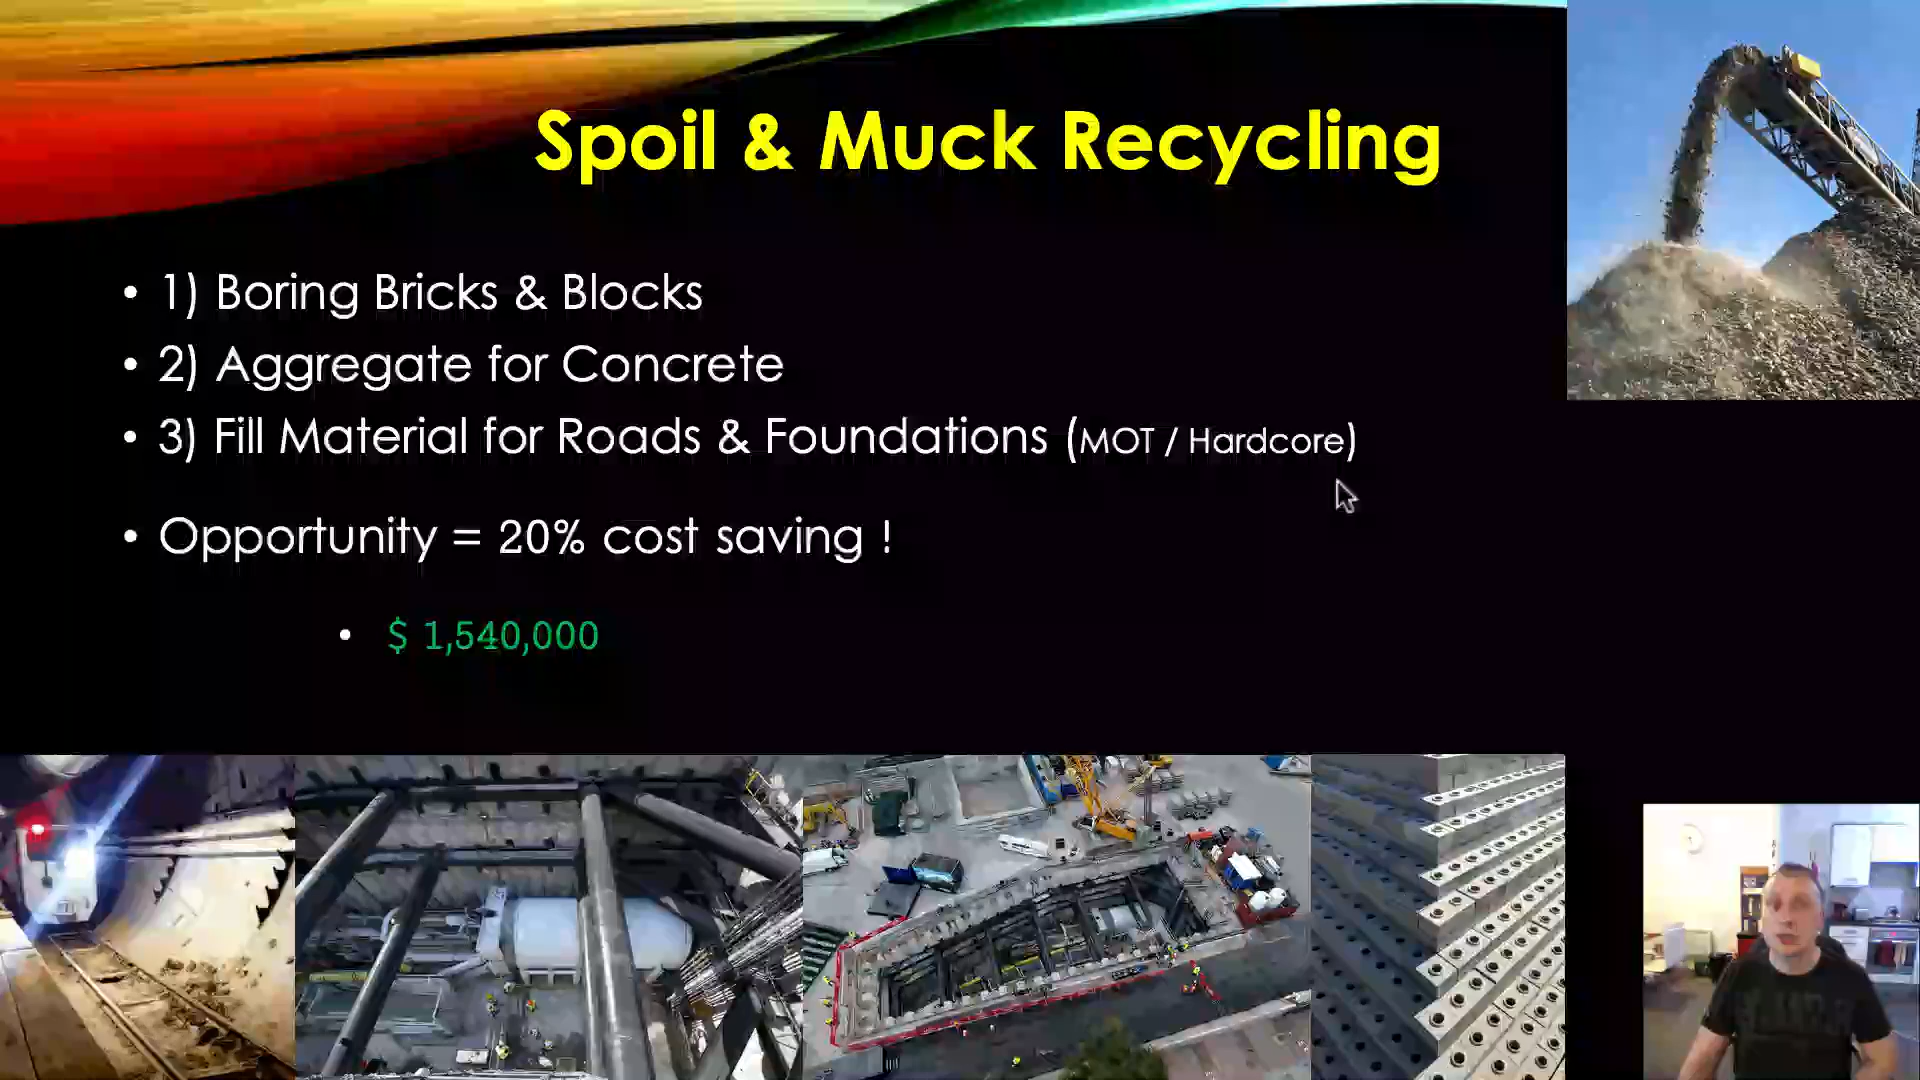 Spoil & Muck Recycling
• 1) Boring Bricks & Blocks
• 2) Aggregate for Concrete
• 3) Fill Material for Roads & Foundations (MOT / Hardcore)
• Opportunity = 20% cost saving !
• $ 1,540,000